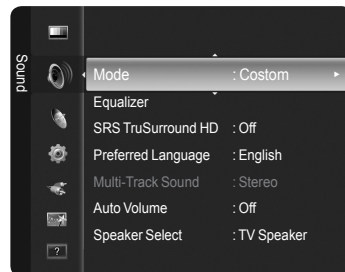 Sound
Mode : Costom
Equalizer
SRS TruSurround HD : Off
Preferred Language : English
Multi-Track Sound : Stereo
Auto Volume : Off
Speaker Select : TV Speaker
?